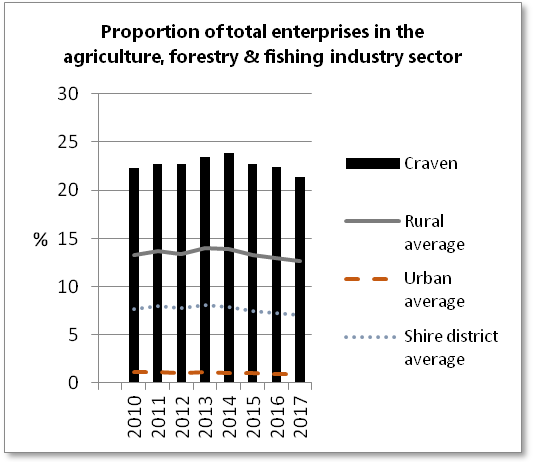 Proportion of total enterprises in the
agriculture, forestry & fishing industry sector
30
25
20
15
10
5
0
%
2010
2011
2012
2013
2014
2015
2016
2017
Craven
Rural
average
Urban
average
Shire district
average